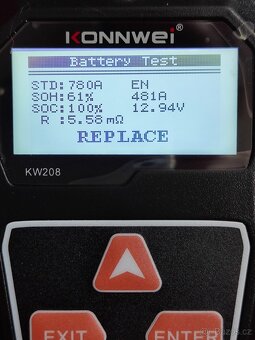 KONNWEI
Battery Test
STD:780A EN
SOH:61% 481A
SOC:100% 12.94V
R :5.58mΩ
REPLACE
KW208
EXIT ENTER